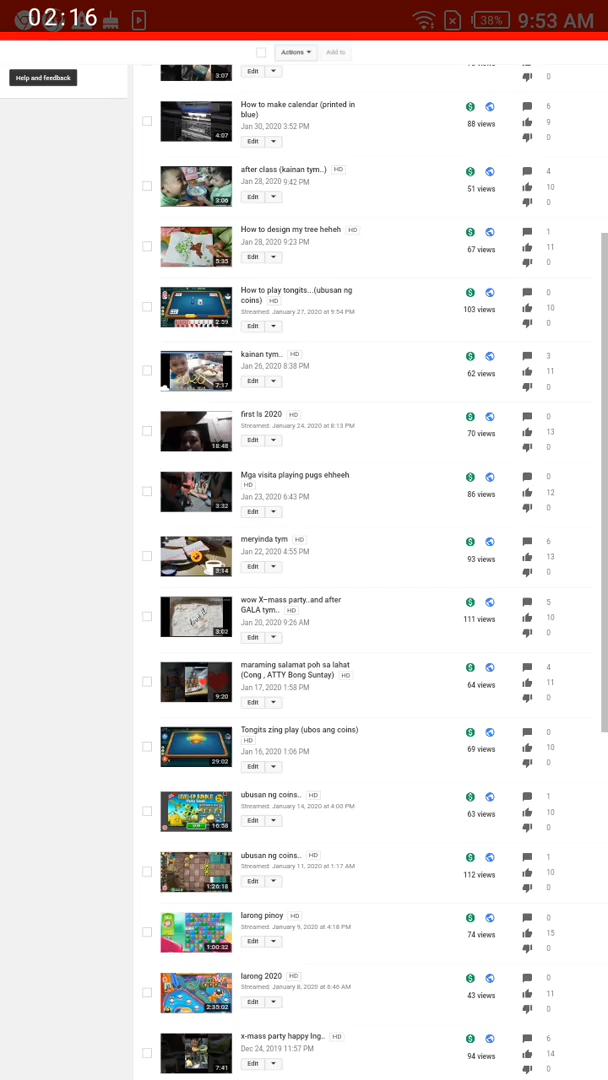 02:16
38% 9:53 AM
Actions Add to
Help and feedback
3:07
Edit
0
How to make calendar (printed in
blue)
Jan 30, 2020 3:52 PM
Edit
4:07
88 views
6
9
0
after class (kainan tym..) HD
Jan 28, 2020 9:42 PM
Edit
3:06
51 views
4
10
0
How to design my tree heheh HD
Jan 28, 2020 9:23 PM
Edit
5:35
67 views
1
11
0
How to play tongits...(ubusan ng
coins) HD
Streamed: January 27, 2020 at 9:54 PM
Edit
2:59
103 views
0
10
0
kainan tym.. HD
Jan 26, 2020 8:38 PM
Edit
2020
7:17
62 views
3
11
0
first ls 2020 HD
Streamed: January 24, 2020 at 8:13 PM
Edit
18:48
70 views
0
13
0
Mga visita playing pugs ehheeh
HD
Jan 23, 2020 6:43 PM
Edit
3:32
86 views
0
12
0
meryinda tym HD
Jan 22, 2020 4:55 PM
Edit
3:14
93 views
6
13
0
wow X-mass party..and after
GALA tym.. HD
Jan 20, 2020 9:26 AM
Edit
3:02
111 views
5
10
0
maraming salamat poh sa lahat
(Cong , ATTY Bong Suntay) HD
Jan 17, 2020 1:58 PM
Edit
9:20
64 views
4
11
0
Tongits zing play (ubos ang coins)
HD
Jan 16, 2020 1:06 PM
Edit
29:02
69 views
0
10
0
ubusan ng coins.. HD
Streamed: January 14, 2020 at 4:00 PM
Edit
16:58
63 views
1
10
0
ubusan ng coins.. HD
Streamed: January 11, 2020 at 1:17 AM
Edit
1:26:18
112 views
1
10
0
larong pinoy HD
Streamed: January 9, 2020 at 4:18 PM
Edit
1:00:32
74 views
0
15
0
larong 2020 HD
Streamed: January 8, 2020 at 6:46 AM
Edit
2:35:02
43 views
0
11
0
x-mass party happy lng.. HD
Dec 24, 2019 11:57 PM
Edit
7:41
94 views
6
14
0